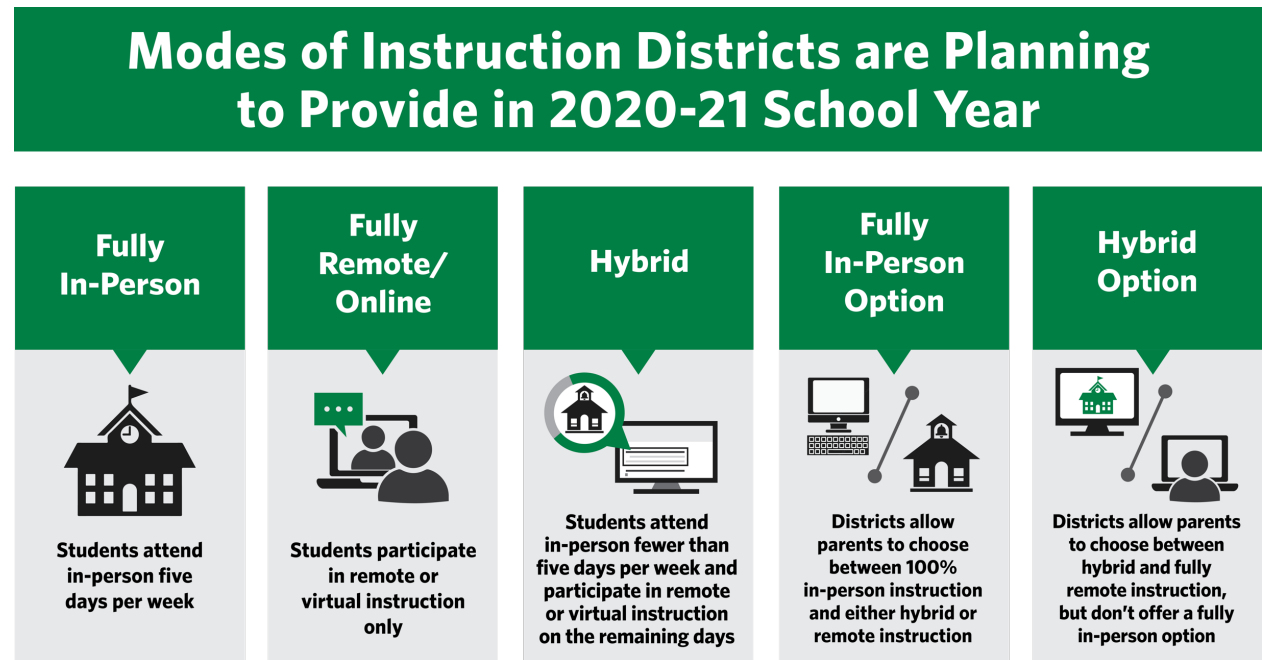 Modes of Instruction Districts are Planning
to Provide in 2020-21 School Year
Fully
In-Person
Students attend
in-person five
days per week
Fully
Remote/
Online
Students participate
in remote or
virtual instruction
only
Hybrid
Students attend
in-person fewer than
five days per week and
participate in remote
or virtual instruction
on the remaining days
Fully
In-Person
Option
Districts allow
parents to choose
between 100%
in-person instruction
and either hybrid or
remote instruction
Hybrid
Option
Districts allow parents
to choose between
hybrid and fully
remote instruction,
but don’t offer a fully
in-person option